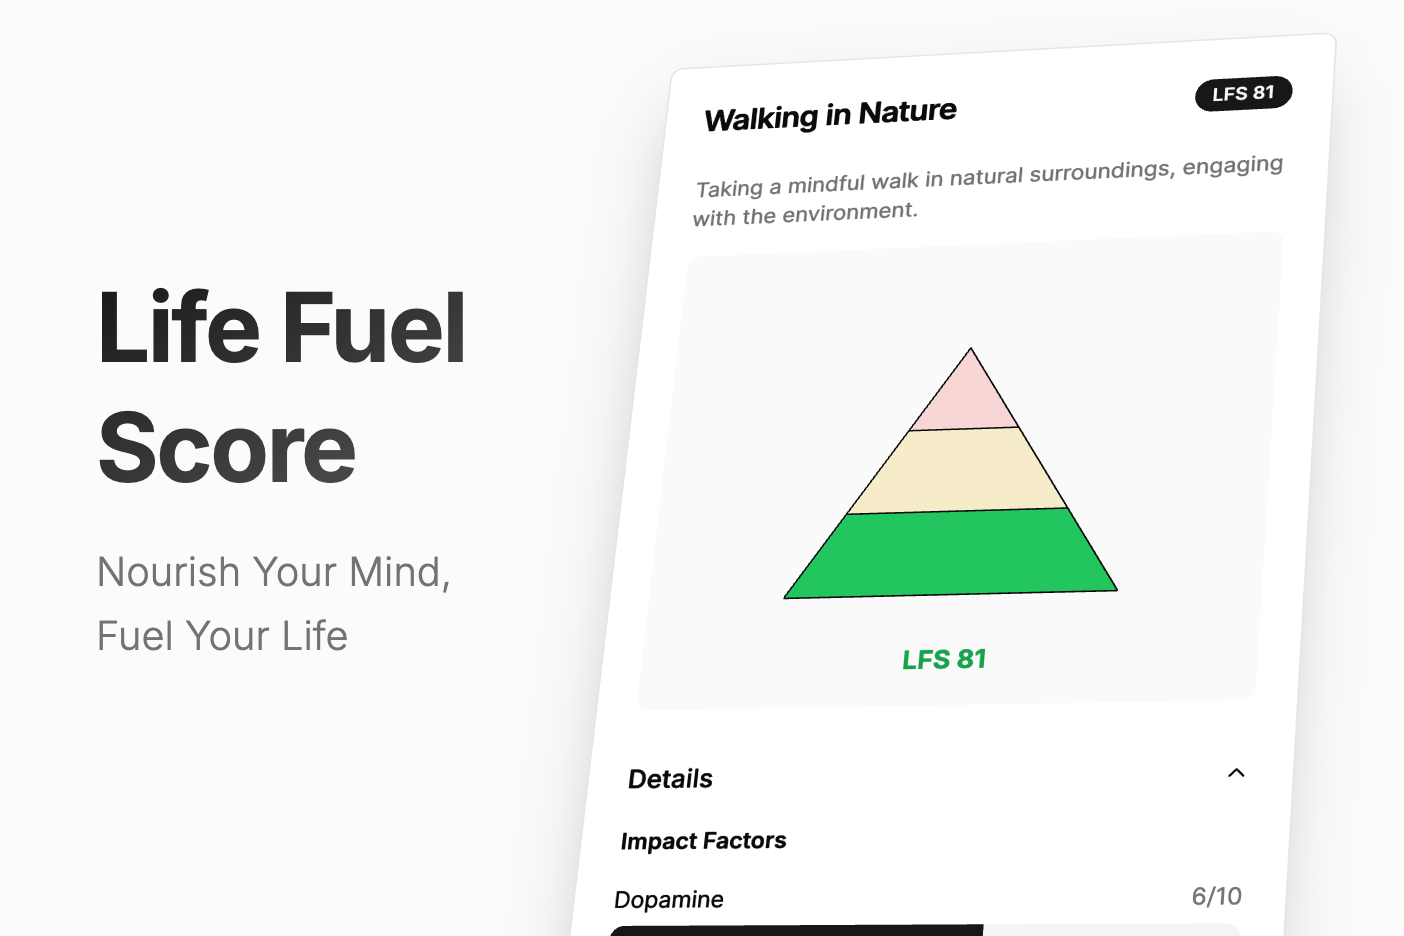 Life Fuel
Score
Nourish Your Mind,
Fuel Your Life
Walking in Nature
LFS 81
Taking a mindful walk in natural surroundings, engaging
with the environment.
LFS 81
Details
Impact Factors
Dopamine
6/10